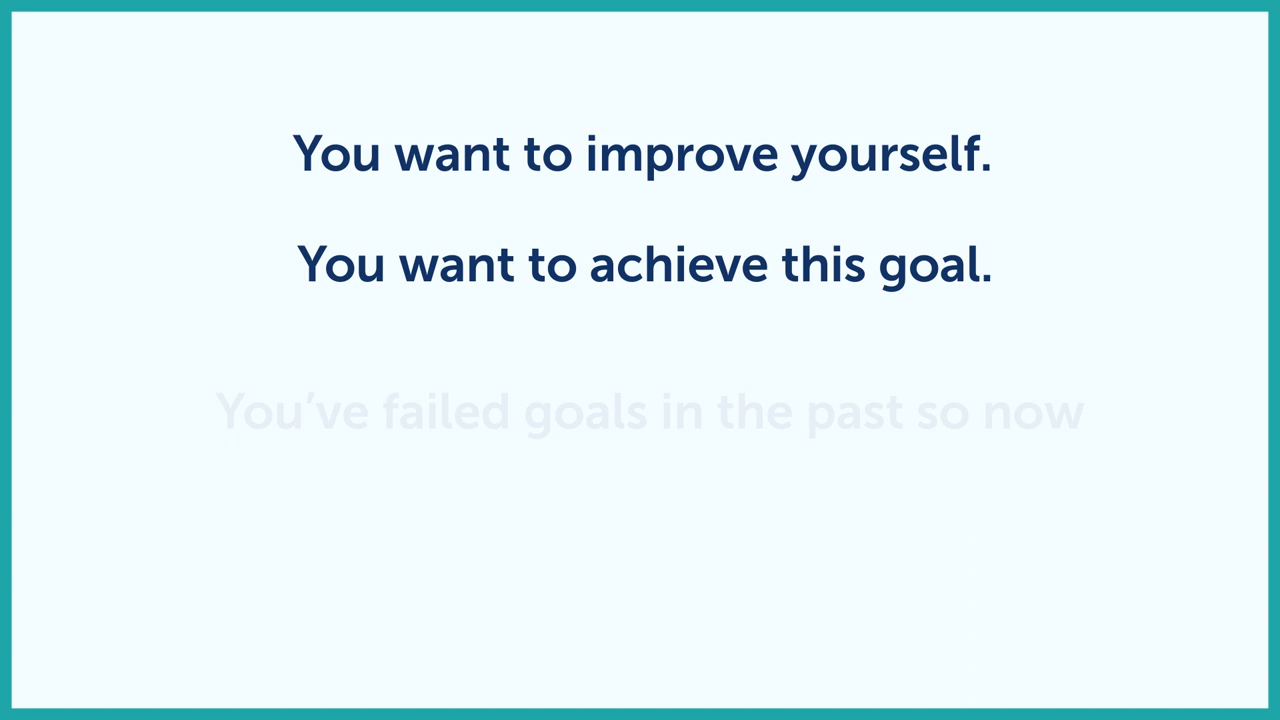 You want to improve yourself.
You want to achieve this goal.
You’ve failed goals in the past so now